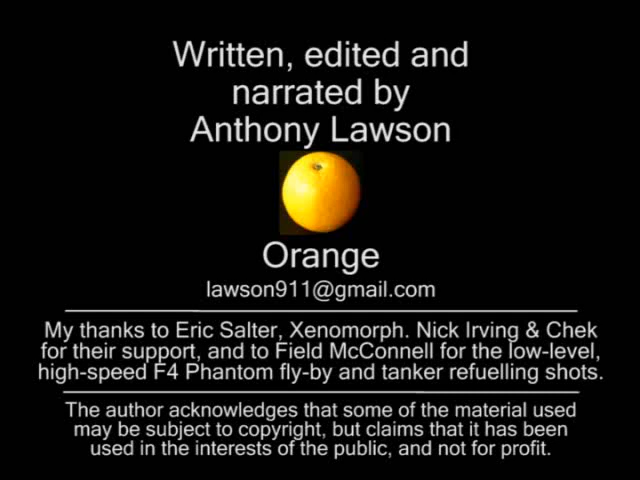 Written, edited and
narrated by
Anthony Lawson
Orange
lawson911@gmail.com
My thanks to Eric Salter, Xenomorph. Nick Irving & Chek
for their support, and to Field McConnell for the low-level,
high-speed F4 Phantom fly-by and tanker refuelling shots.
The author acknowledges that some of the material used
may be subject to copyright, but claims that it has been
used in the interests of the public, and not for profit.